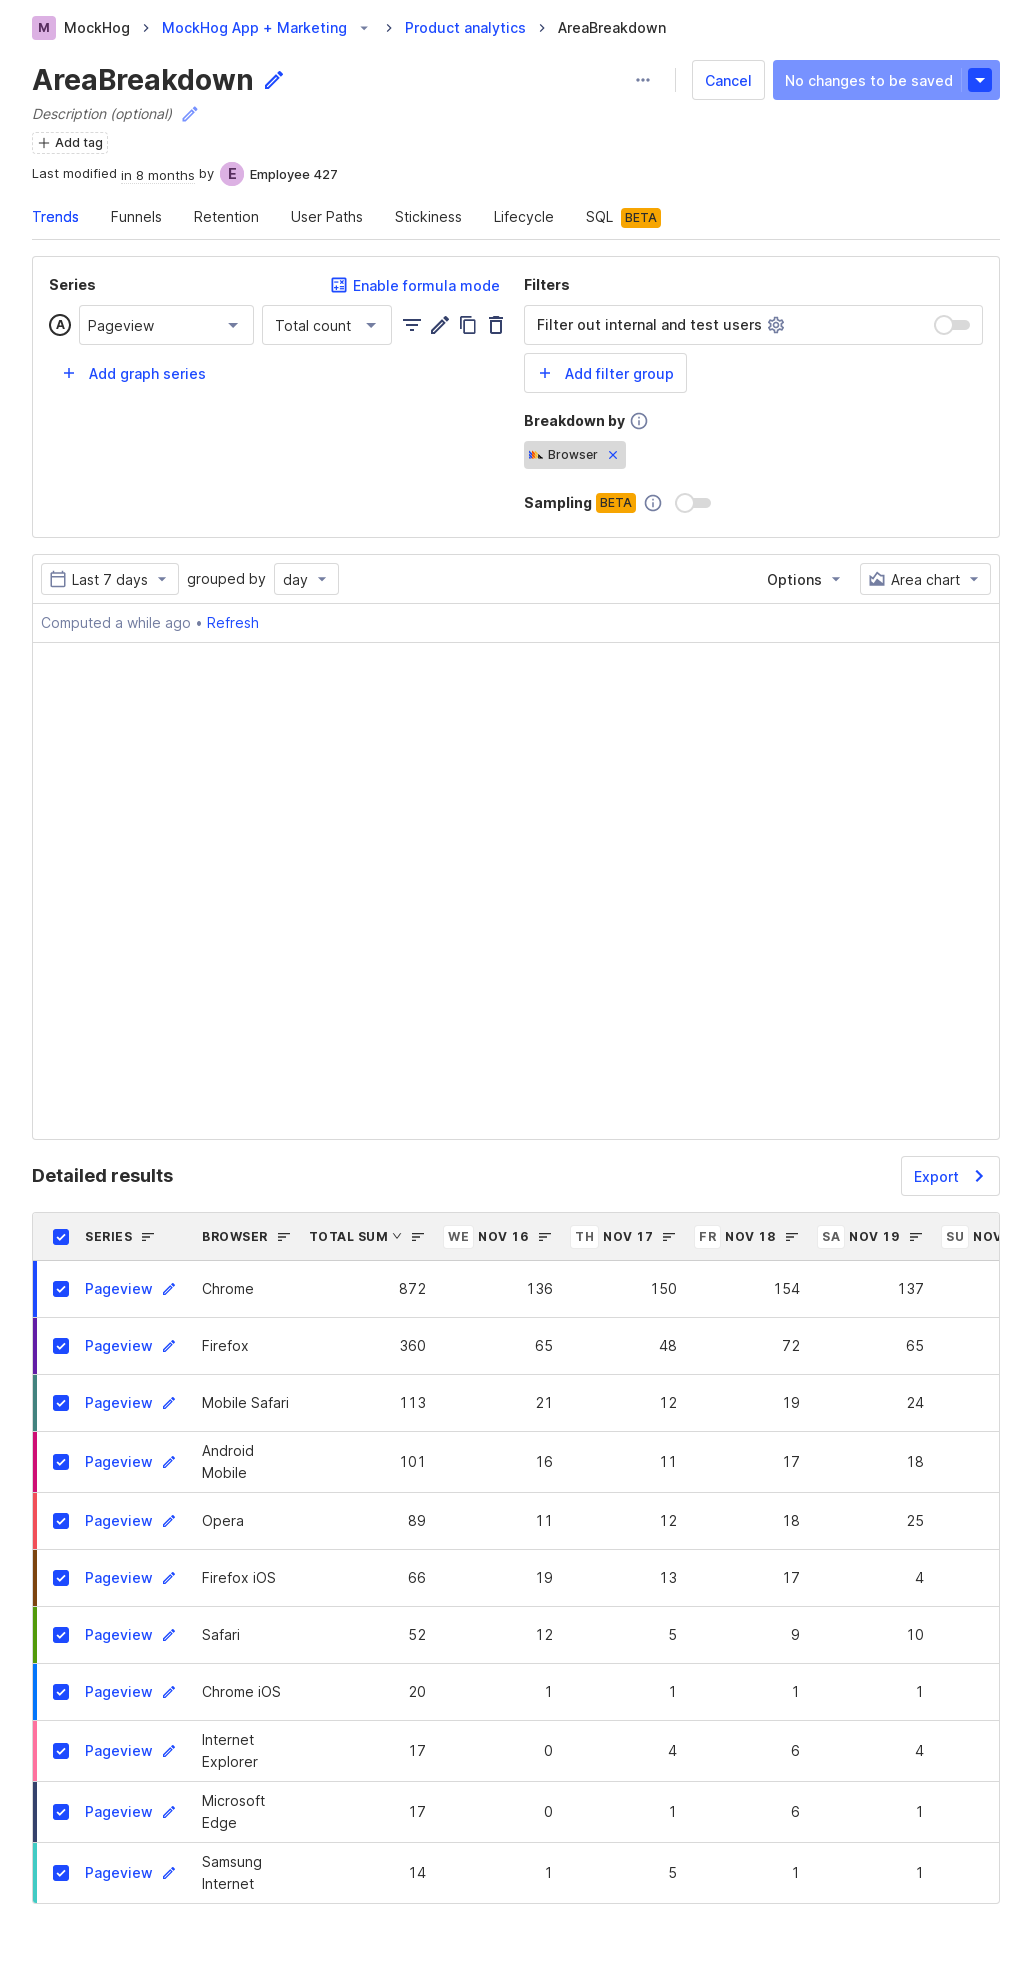 M MockHog MockHog App + Marketing Product analytics AreaBreakdown
AreaBreakdown
Cancel
No changes to be saved
Description (optional)
Add tag
Last modified in 8 months by E Employee 427
Trends Funnels Retention User Paths Stickiness Lifecycle SQL BETA
Series
Enable formula mode
A Pageview Total count
Add graph series
Filters
Filter out internal and test users
Add filter group
Breakdown by
Browser
Sampling BETA
Last 7 days grouped by day Options Area chart
Computed a while ago • Refresh
Detailed results
Export
SERIES BROWSER TOTAL SUM WE NOV 16 TH NOV 17 FR NOV 18 SA NOV 19 SU NOV
Pageview Chrome 872 136 150 154 137
Pageview Firefox 360 65 48 72 65
Pageview Mobile Safari 113 21 12 19 24
Pageview Android Mobile 101 16 11 17 18
Pageview Opera 89 11 12 18 25
Pageview Firefox iOS 66 19 13 17 4
Pageview Safari 52 12 5 9 10
Pageview Chrome iOS 20 1 1 1 1
Pageview Internet Explorer 17 0 4 6 4
Pageview Microsoft Edge 17 0 1 6 1
Pageview Samsung Internet 14 1 5 1 1